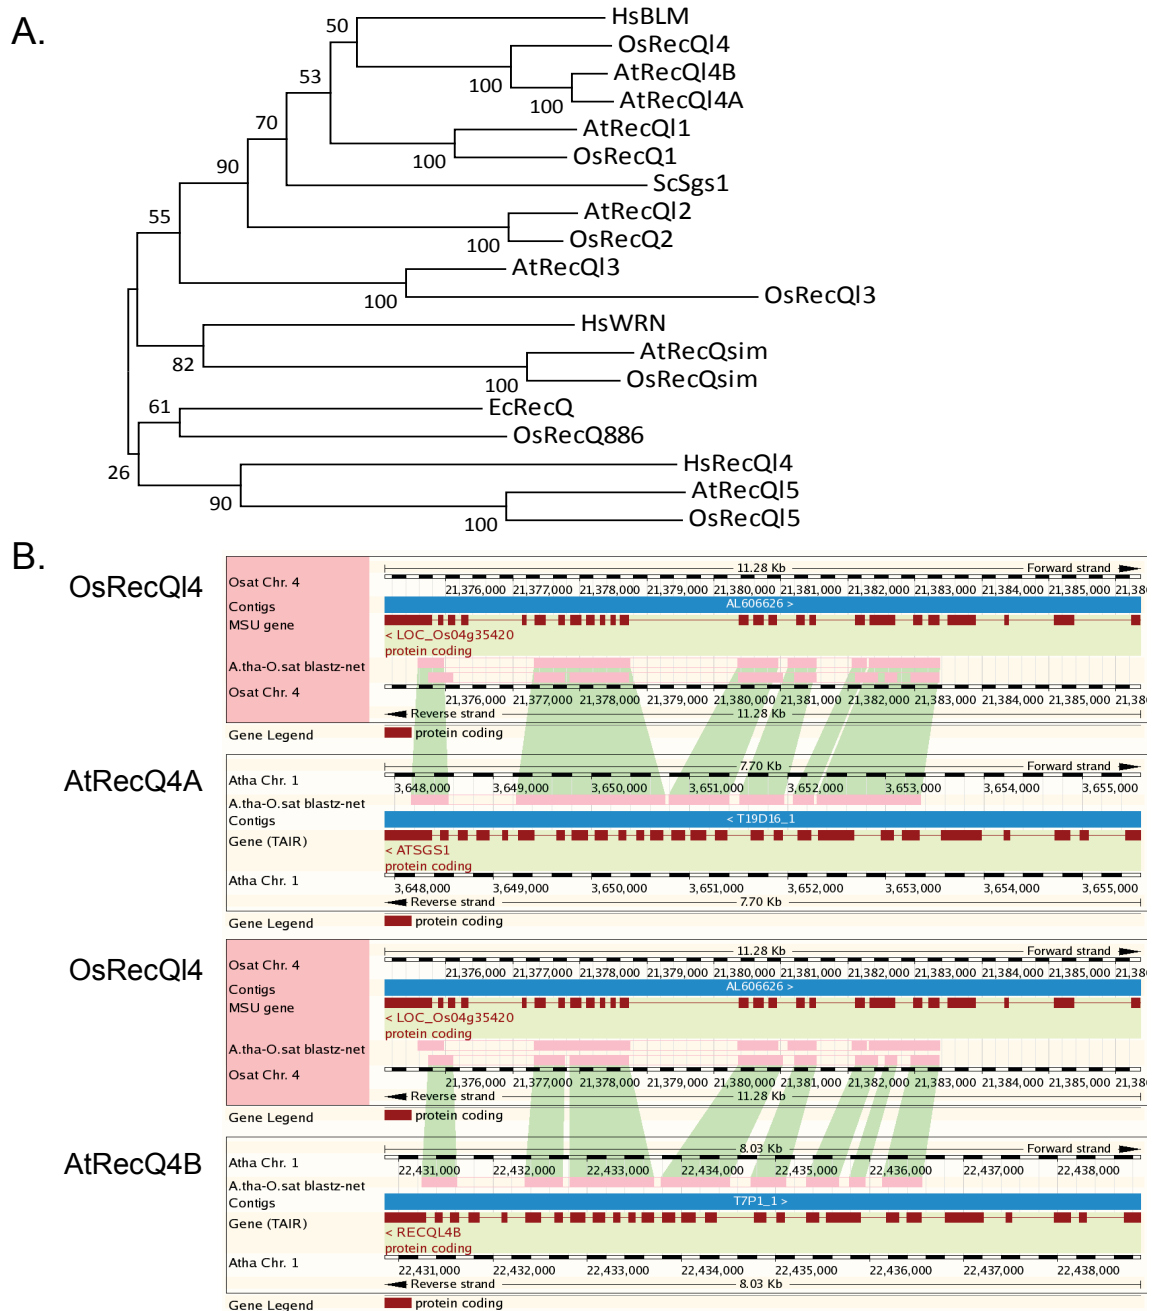 A.
HsBLM
50
OsRecQl4
53
AtRecQl4B
100
AtRecQl4A
100
70
AtRecQl1
100
OsRecQ1
90
ScSgs1
55
AtRecQl2
100
OsRecQ2
AtRecQl3
100
OsRecQl3
HsWRN
82
AtRecQsim
100
OsRecQsim
61
EcRecQ
OsRecQ886
26
HsRecQl4
90
AtRecQl5
100
OsRecQl5
B.
OsRecQl4
11.28 Kb Forward strand
Osat Chr. 4
21,376,000 21,377,000 21,378,000 21,379,000 21,380,000 21,381,000 21,382,000 21,383,000 21,384,000 21,385,000 21,386
Contigs AL606626 >
MSU gene
< LOC_Os04g35420
protein coding
A.tha-O.sat blastz-net
Osat Chr. 4
21,376,000 21,377,000 21,378,000 21,379,000 21,380,000 21,381,000 21,382,000 21,383,000 21,384,000 21,385,000 21,386
Reverse strand 11.28 Kb
Gene Legend protein coding
AtRecQ4A
7.70 Kb Forward strand
Atha Chr. 1
3,648,000 3,649,000 3,650,000 3,651,000 3,652,000 3,653,000 3,654,000 3,655,000
A.tha-O.sat blastz-net
Contigs < T19D16_1
Gene (TAIR)
< ATSGS1
protein coding
Atha Chr. 1
3,648,000 3,649,000 3,650,000 3,651,000 3,652,000 3,653,000 3,654,000 3,655,000
Reverse strand 7.70 Kb
Gene Legend protein coding
OsRecQl4
11.28 Kb Forward strand
Osat Chr. 4
21,376,000 21,377,000 21,378,000 21,379,000 21,380,000 21,381,000 21,382,000 21,383,000 21,384,000 21,385,000 21,386
Contigs AL606626 >
MSU gene
< LOC_Os04g35420
protein coding
A.tha-O.sat blastz-net
Osat Chr. 4
21,376,000 21,377,000 21,378,000 21,379,000 21,380,000 21,381,000 21,382,000 21,383,000 21,384,000 21,385,000 21,386
Reverse strand 11.28 Kb
Gene Legend protein coding
AtRecQ4B
8.03 Kb Forward strand
Atha Chr. 1
22,431,000 22,432,000 22,433,000 22,434,000 22,435,000 22,436,000 22,437,000 22,438,000
A.tha-O.sat blastz-net
Contigs T7P1_1 >
Gene (TAIR)
< RECQL4B
protein coding
Atha Chr. 1
22,431,000 22,432,000 22,433,000 22,434,000 22,435,000 22,436,000 22,437,000 22,438,000
Reverse strand 8.03 Kb
Gene Legend protein coding